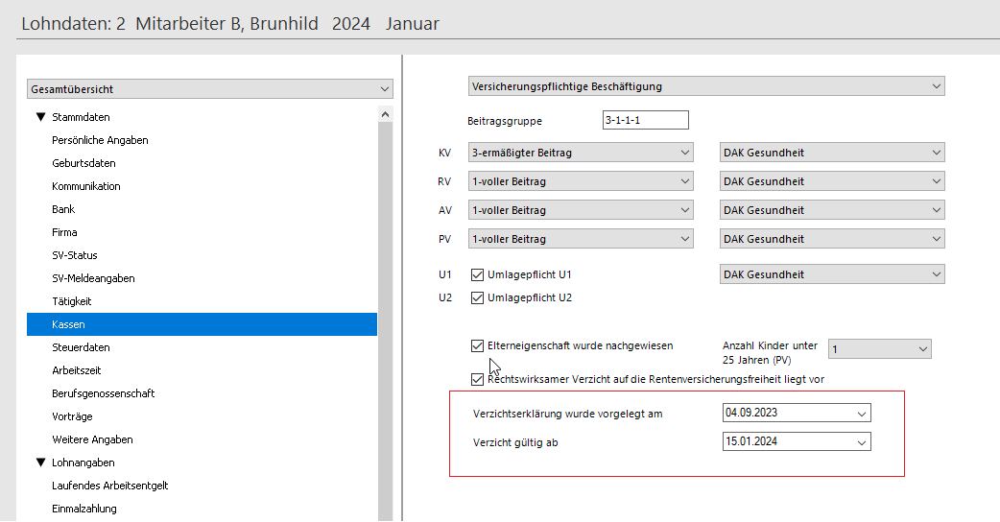 Lohndaten: 2 Mitarbeiter B, Brunhild 2024 Januar
Gesamtübersicht
Stammdaten
Persönliche Angaben
Geburtsdaten
Kommunikation
Bank
Firma
SV-Status
SV-Meldeangaben
Tätigkeit
Kassen
Steuerdaten
Arbeitszeit
Berufsgenossenschaft
Vorträge
Weitere Angaben
Lohnangaben
Laufendes Arbeitsentgelt
Einmalzahlung
Versicherungspflichtige Beschäftigung
Beitragsgruppe 3-1-1-1
KV 3-ermäßigter Beitrag DAK Gesundheit
RV 1-voller Beitrag DAK Gesundheit
AV 1-voller Beitrag DAK Gesundheit
PV 1-voller Beitrag DAK Gesundheit
U1 Umlagepflicht U1 DAK Gesundheit
U2 Umlagepflicht U2
Elterneigenschaft wurde nachgewiesen
Anzahl Kinder unter
25 Jahren (PV)
1
Rechtswirksamer Verzicht auf die Rentenversicherungsfreiheit liegt vor
Verzichtserklärung wurde vorgelegt am 04.09.2023
Verzicht gültig ab 15.01.2024